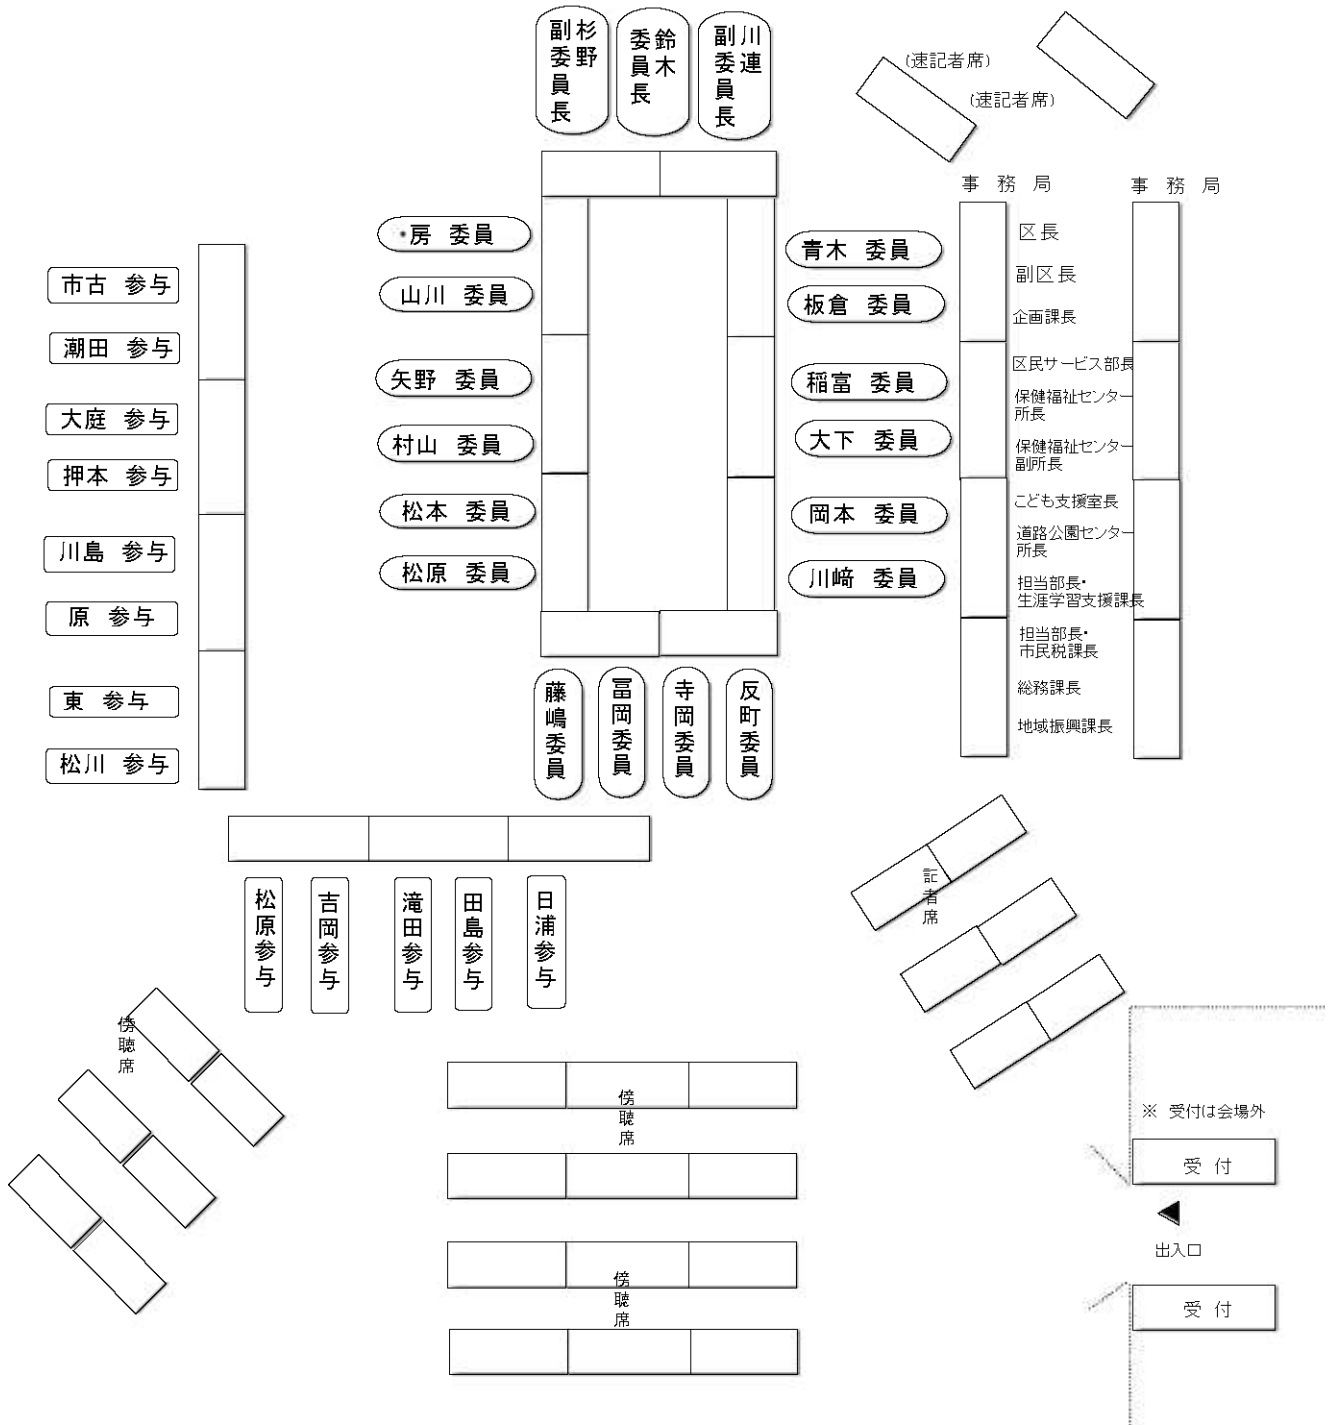 杉野副委員長
鈴木委員長
川連副委員長
(速記者席)
(速記者席)
事 務 局
事 務 局
・房 委員
山川 委員
矢野 委員
村山 委員
松本 委員
松原 委員
青木 委員
板倉 委員
稲富 委員
大下 委員
岡本 委員
川﨑 委員
区長
副区長
企画課長
区民サービス部長
保健福祉センター
所長
保健福祉センター
副所長
こども支援室長
道路公園センター
所長
担当部長・
生涯学習支援課長
担当部長・
市民税課長
総務課長
地域振興課長
市古 参与
潮田 参与
大庭 参与
押本 参与
川島 参与
原 参与
東 参与
松川 参与
藤嶋委員
冨岡委員
寺岡委員
反町委員
松原参与
吉岡参与
滝田参与
田島参与
日浦参与
記者席
傍聴席
傍聴席
傍聴席
※ 受付は会場外
受 付
出入口
受 付